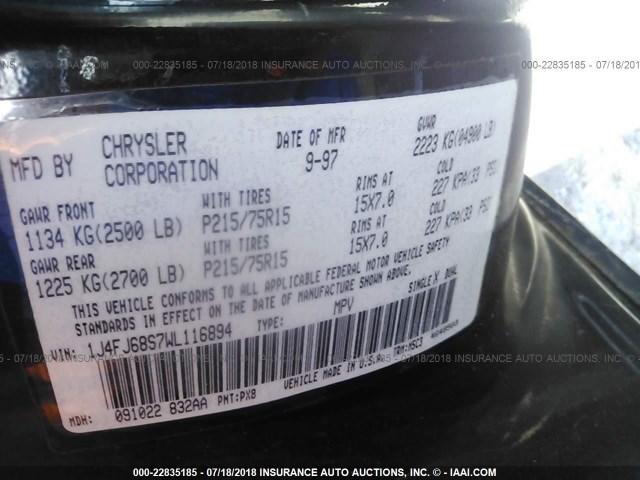 000-22835185 - 07/18/2018 - INSURANCE AUTO AUCTIONS, INC. - © IAAI.COM
MFD BY CHRYSLER CORPORATION
DATE OF MFR 9-97
GVWR 2223 KG(04900 LB)
GAWR FRONT WITH TIRES RIMS AT COLD
1134 KG(2500 LB) P215/75R15 15X7.0 227 KPA(33 PSI)
GAWR REAR WITH TIRES RIMS AT COLD
1225 KG(2700 LB) P215/75R15 15X7.0 227 KPA(33 PSI)
THIS VEHICLE CONFORMS TO ALL APPLICABLE FEDERAL MOTOR VEHICLE SAFETY
STANDARDS IN EFFECT ON THE DATE OF MANUFACTURE SHOWN ABOVE.
VIN: 1J4FJ68S7WL116894 TYPE: MPV SINGLE X DUAL
MDH: 091022 832AA PNT:PX8 VEHICLE MADE IN U.S.A.
000-22835185 - 07/18/2018 - INSURANCE AUTO AUCTIONS, INC. - © IAAI.COM